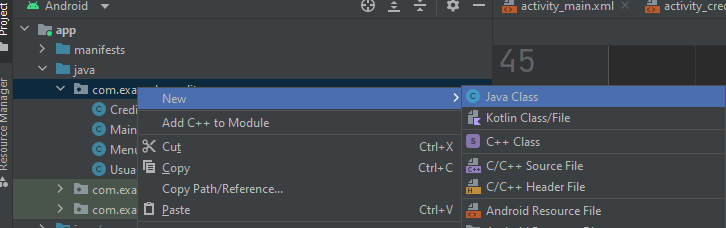 Project
Resource Manager
Android
app
manifests
java
com.exa
Credi
Main
Menu
Usua
com.exa
com.exa
New
Add C++ to Module
Cut Ctrl+X
Copy Ctrl+C
Copy Path/Reference...
Paste Ctrl+V
activity_main.xml activity_cred
45
Java Class
Kotlin Class/File
C++ Class
C/C++ Source File
C/C++ Header File
Android Resource File